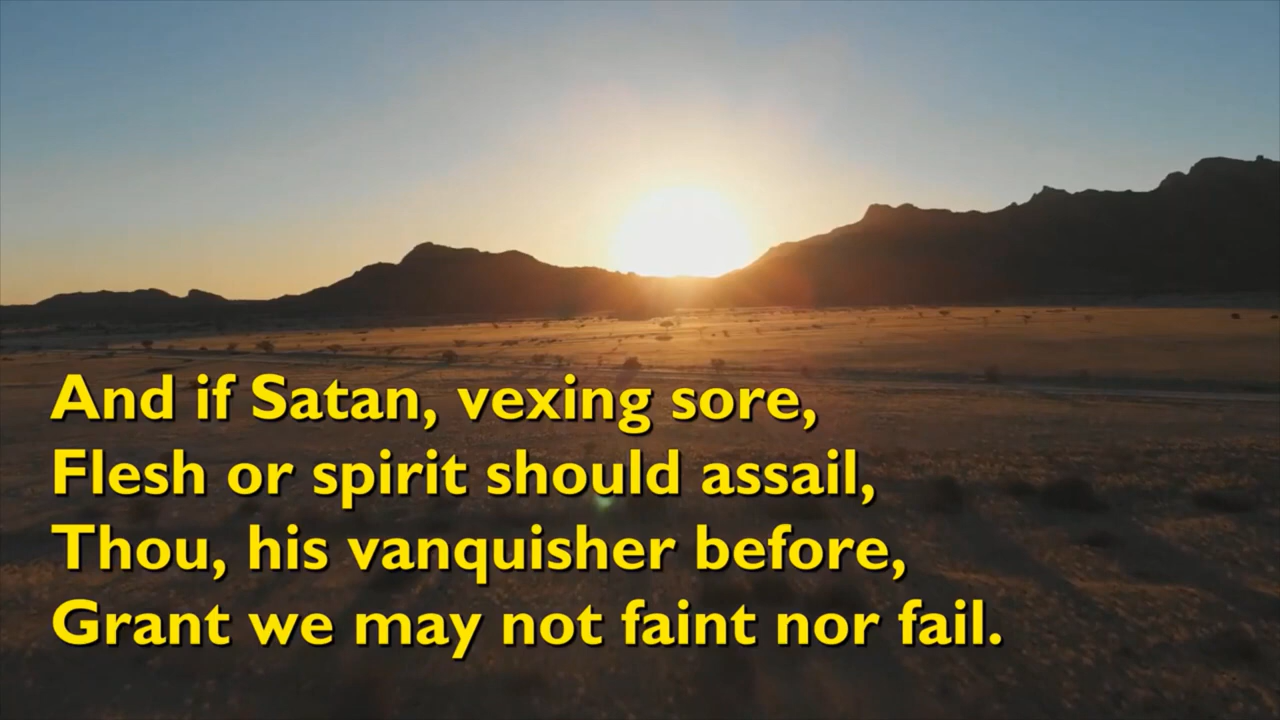 And if Satan, vexing sore,
Flesh or spirit should assail,
Thou, his vanquisher before,
Grant we may not faint nor fail.